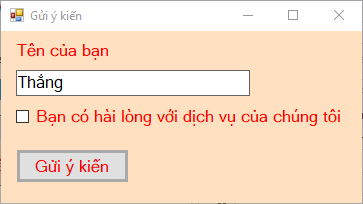 Gửi ý kiến
Tên của bạn
Thắng
Bạn có hài lòng với dịch vụ của chúng tôi
Gửi ý kiến